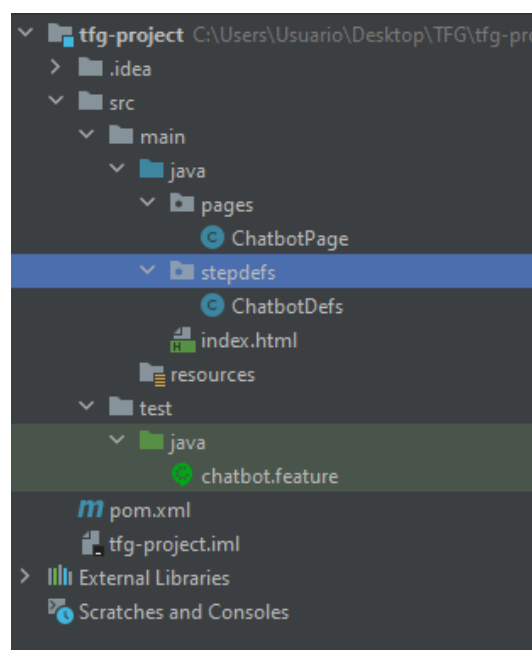 tfg-project C:\Users\Usuario\Desktop\TFG\tfg-pro
.idea
src
main
java
pages
C ChatbotPage
stepdefs
C ChatbotDefs
H index.html
resources
test
java
chatbot.feature
m pom.xml
tfg-project.iml
External Libraries
Scratches and Consoles